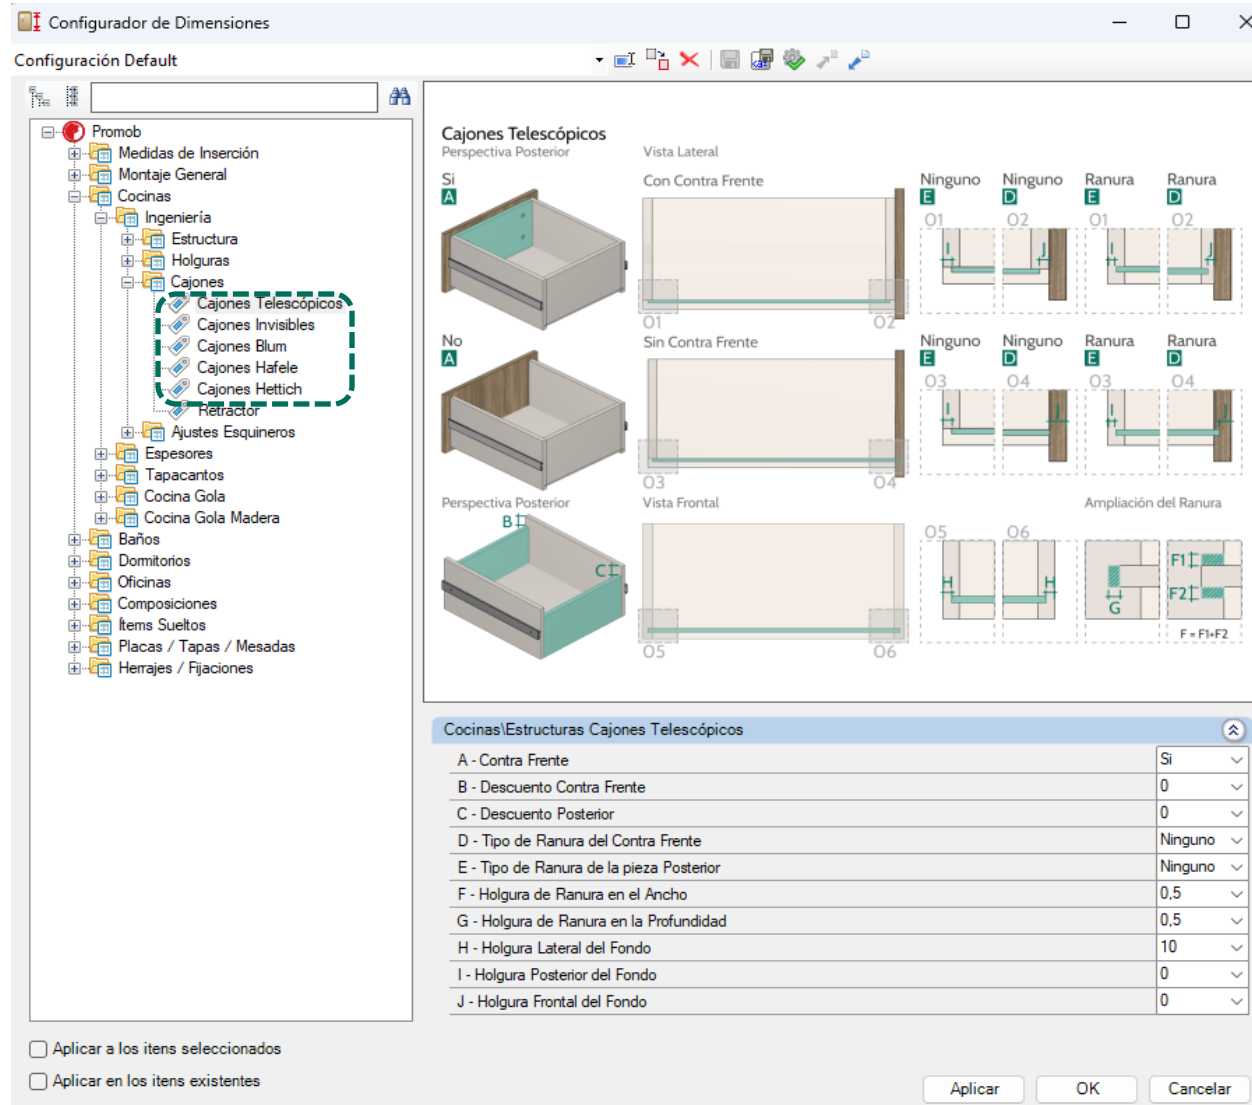 Configurador de Dimensiones
Configuración Default
Promob
Medidas de Inserción
Montaje General
Cocinas
Ingeniería
Estructura
Holguras
Cajones
Cajones Telescópicos
Cajones Invisibles
Cajones Blum
Cajones Hafele
Cajones Hettich
Retractor
Ajustes Esquineros
Espesores
Tapacantos
Cocina Gola
Cocina Gola Madera
Baños
Dormitorios
Oficinas
Composiciones
Ítems Sueltos
Placas / Tapas / Mesadas
Herrajes / Fijaciones
Cajones Telescópicos
Perspectiva Posterior Vista Lateral
Si Con Contra Frente Ninguno Ninguno Ranura Ranura
A E D E D
01 02 01 02
I J I
01 02
No Sin Contra Frente Ninguno Ninguno Ranura Ranura
A E D E D
03 04 03 04
I J I J
03 04
Perspectiva Posterior Vista Frontal Ampliación del Ranura
B 05 06
C H H G F1 F2
F = F1+F2
05 06
Cocinas\Estructuras Cajones Telescópicos
A - Contra Frente Si
B - Descuento Contra Frente 0
C - Descuento Posterior 0
D - Tipo de Ranura del Contra Frente Ninguno
E - Tipo de Ranura de la pieza Posterior Ninguno
F - Holgura de Ranura en el Ancho 0,5
G - Holgura de Ranura en la Profundidad 0,5
H - Holgura Lateral del Fondo 10
I - Holgura Posterior del Fondo 0
J - Holgura Frontal del Fondo 0
Aplicar a los itens seleccionados
Aplicar en los itens existentes
Aplicar OK Cancelar